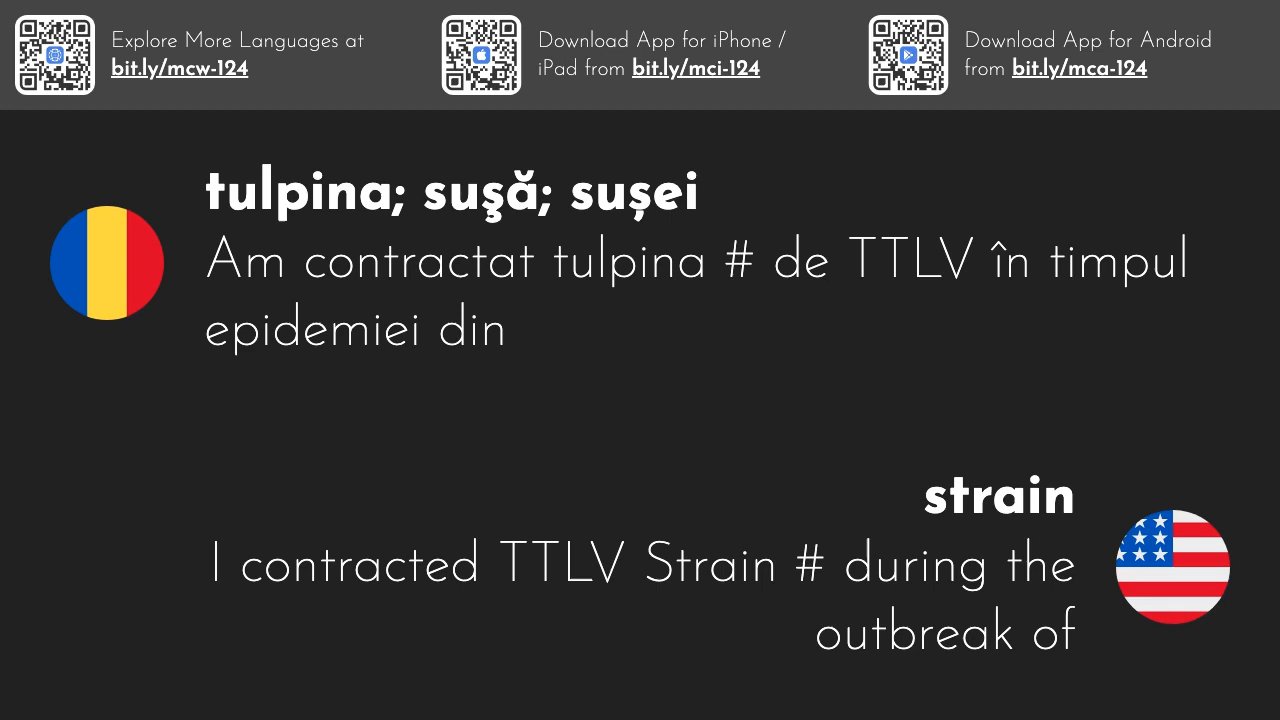 Explore More Languages at
bit.ly/mcw-124
Download App for iPhone /
iPad from bit.ly/mci-124
Download App for Android
from bit.ly/mca-124
tulpina; suşă; sușei
Am contractat tulpina # de TTLV în timpul
epidemiei din
strain
I contracted TTLV Strain # during the
outbreak of